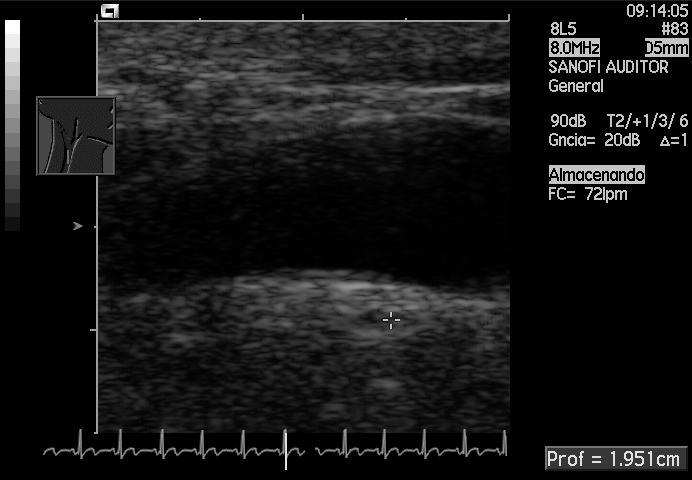 09:14:05
8L5 #83
8.0MHz D5mm
SANOFI AUDITOR
General
90dB T2/+1/3/ 6
Gncia= 20dB Δ=1
Almacenando
FC= 72lpm
Prof = 1.951cm